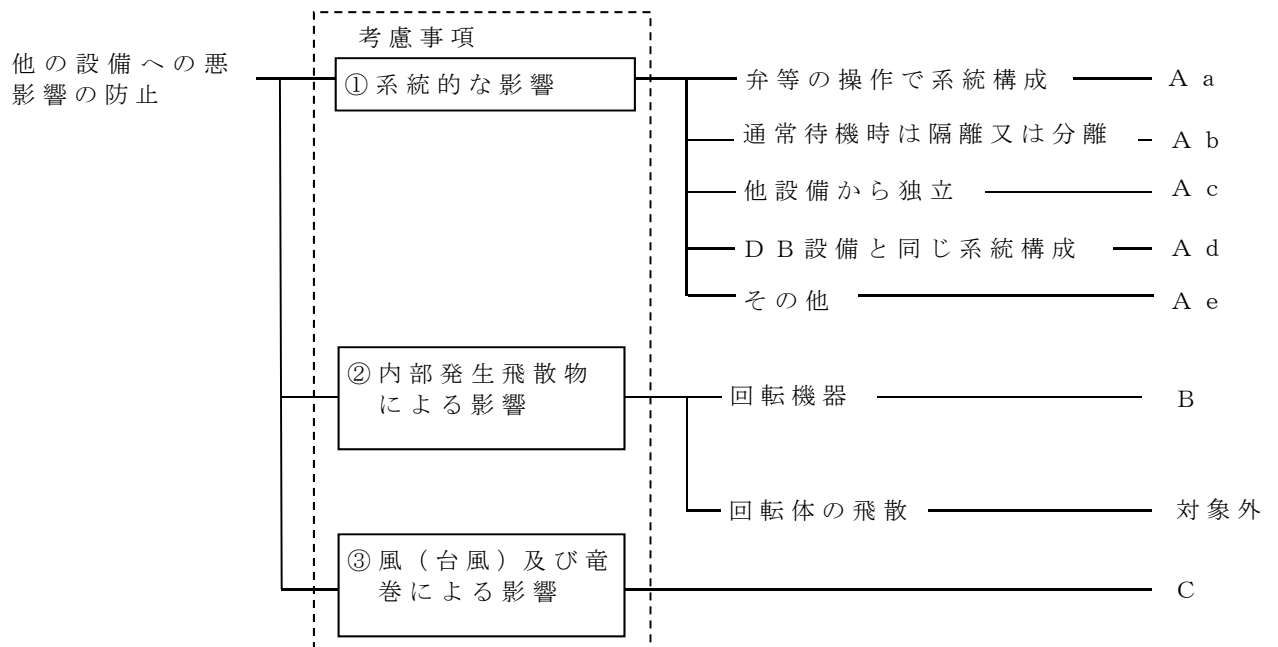 考慮事項
他の設備への悪
影響の防止
①系統的な影響
弁等の操作で系統構成
Ａａ
通常待機時は隔離又は分離
Ａｂ
他設備から独立
Ａｃ
ＤＢ設備と同じ系統構成
Ａｄ
その他
Ａｅ
②内部発生飛散物
による影響
回転機器
Ｂ
回転体の飛散
対象外
③風（台風）及び竜
巻による影響
Ｃ